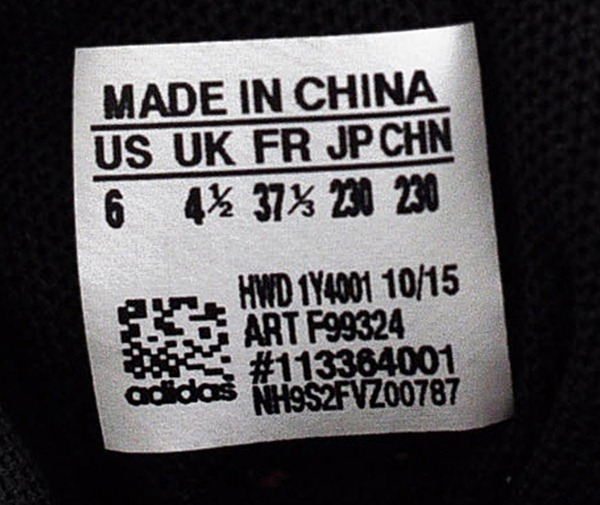 MADE IN CHINA
US UK FR JP CHN
6 4½ 37⅓ 230 230
HWD 1Y4001 10/15
ART F99324
#113364001
NH9S2FVZ00787
adidas